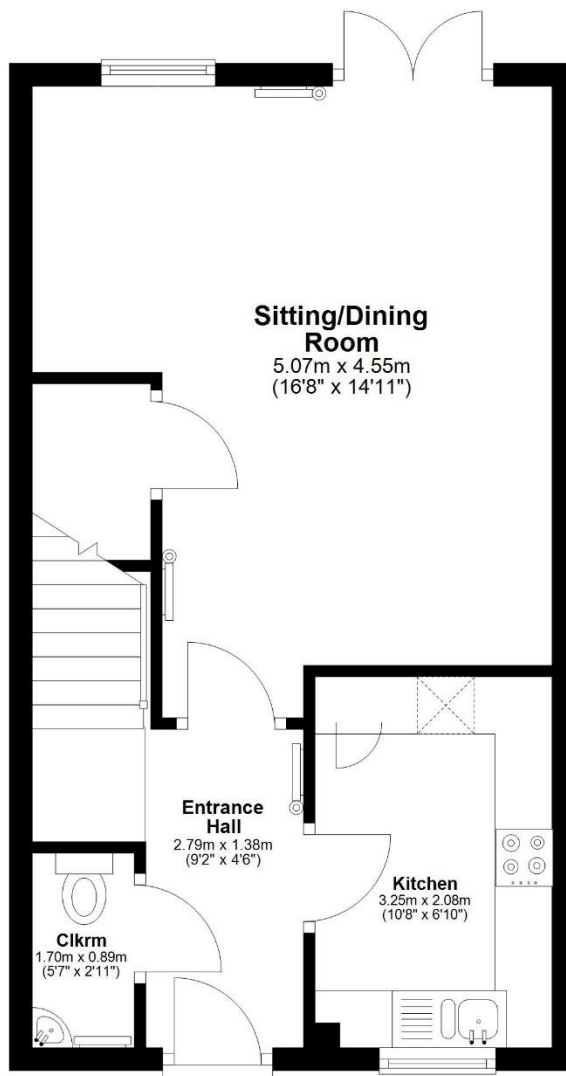 Sitting/Dining
Room
5.07m x 4.55m
(16'8" x 14'11")
Entrance
Hall
2.79m x 1.38m
(9'2" x 4'6")
Kitchen
3.25m x 2.08m
(10'8" x 6'10")
Clkrm
1.70m x 0.89m
(5'7" x 2'11")